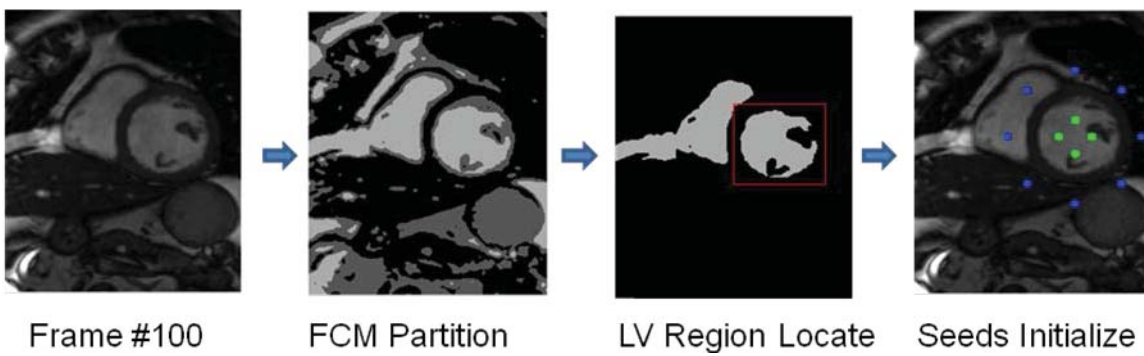 Frame #100
FCM Partition
LV Region Locate
Seeds Initialize